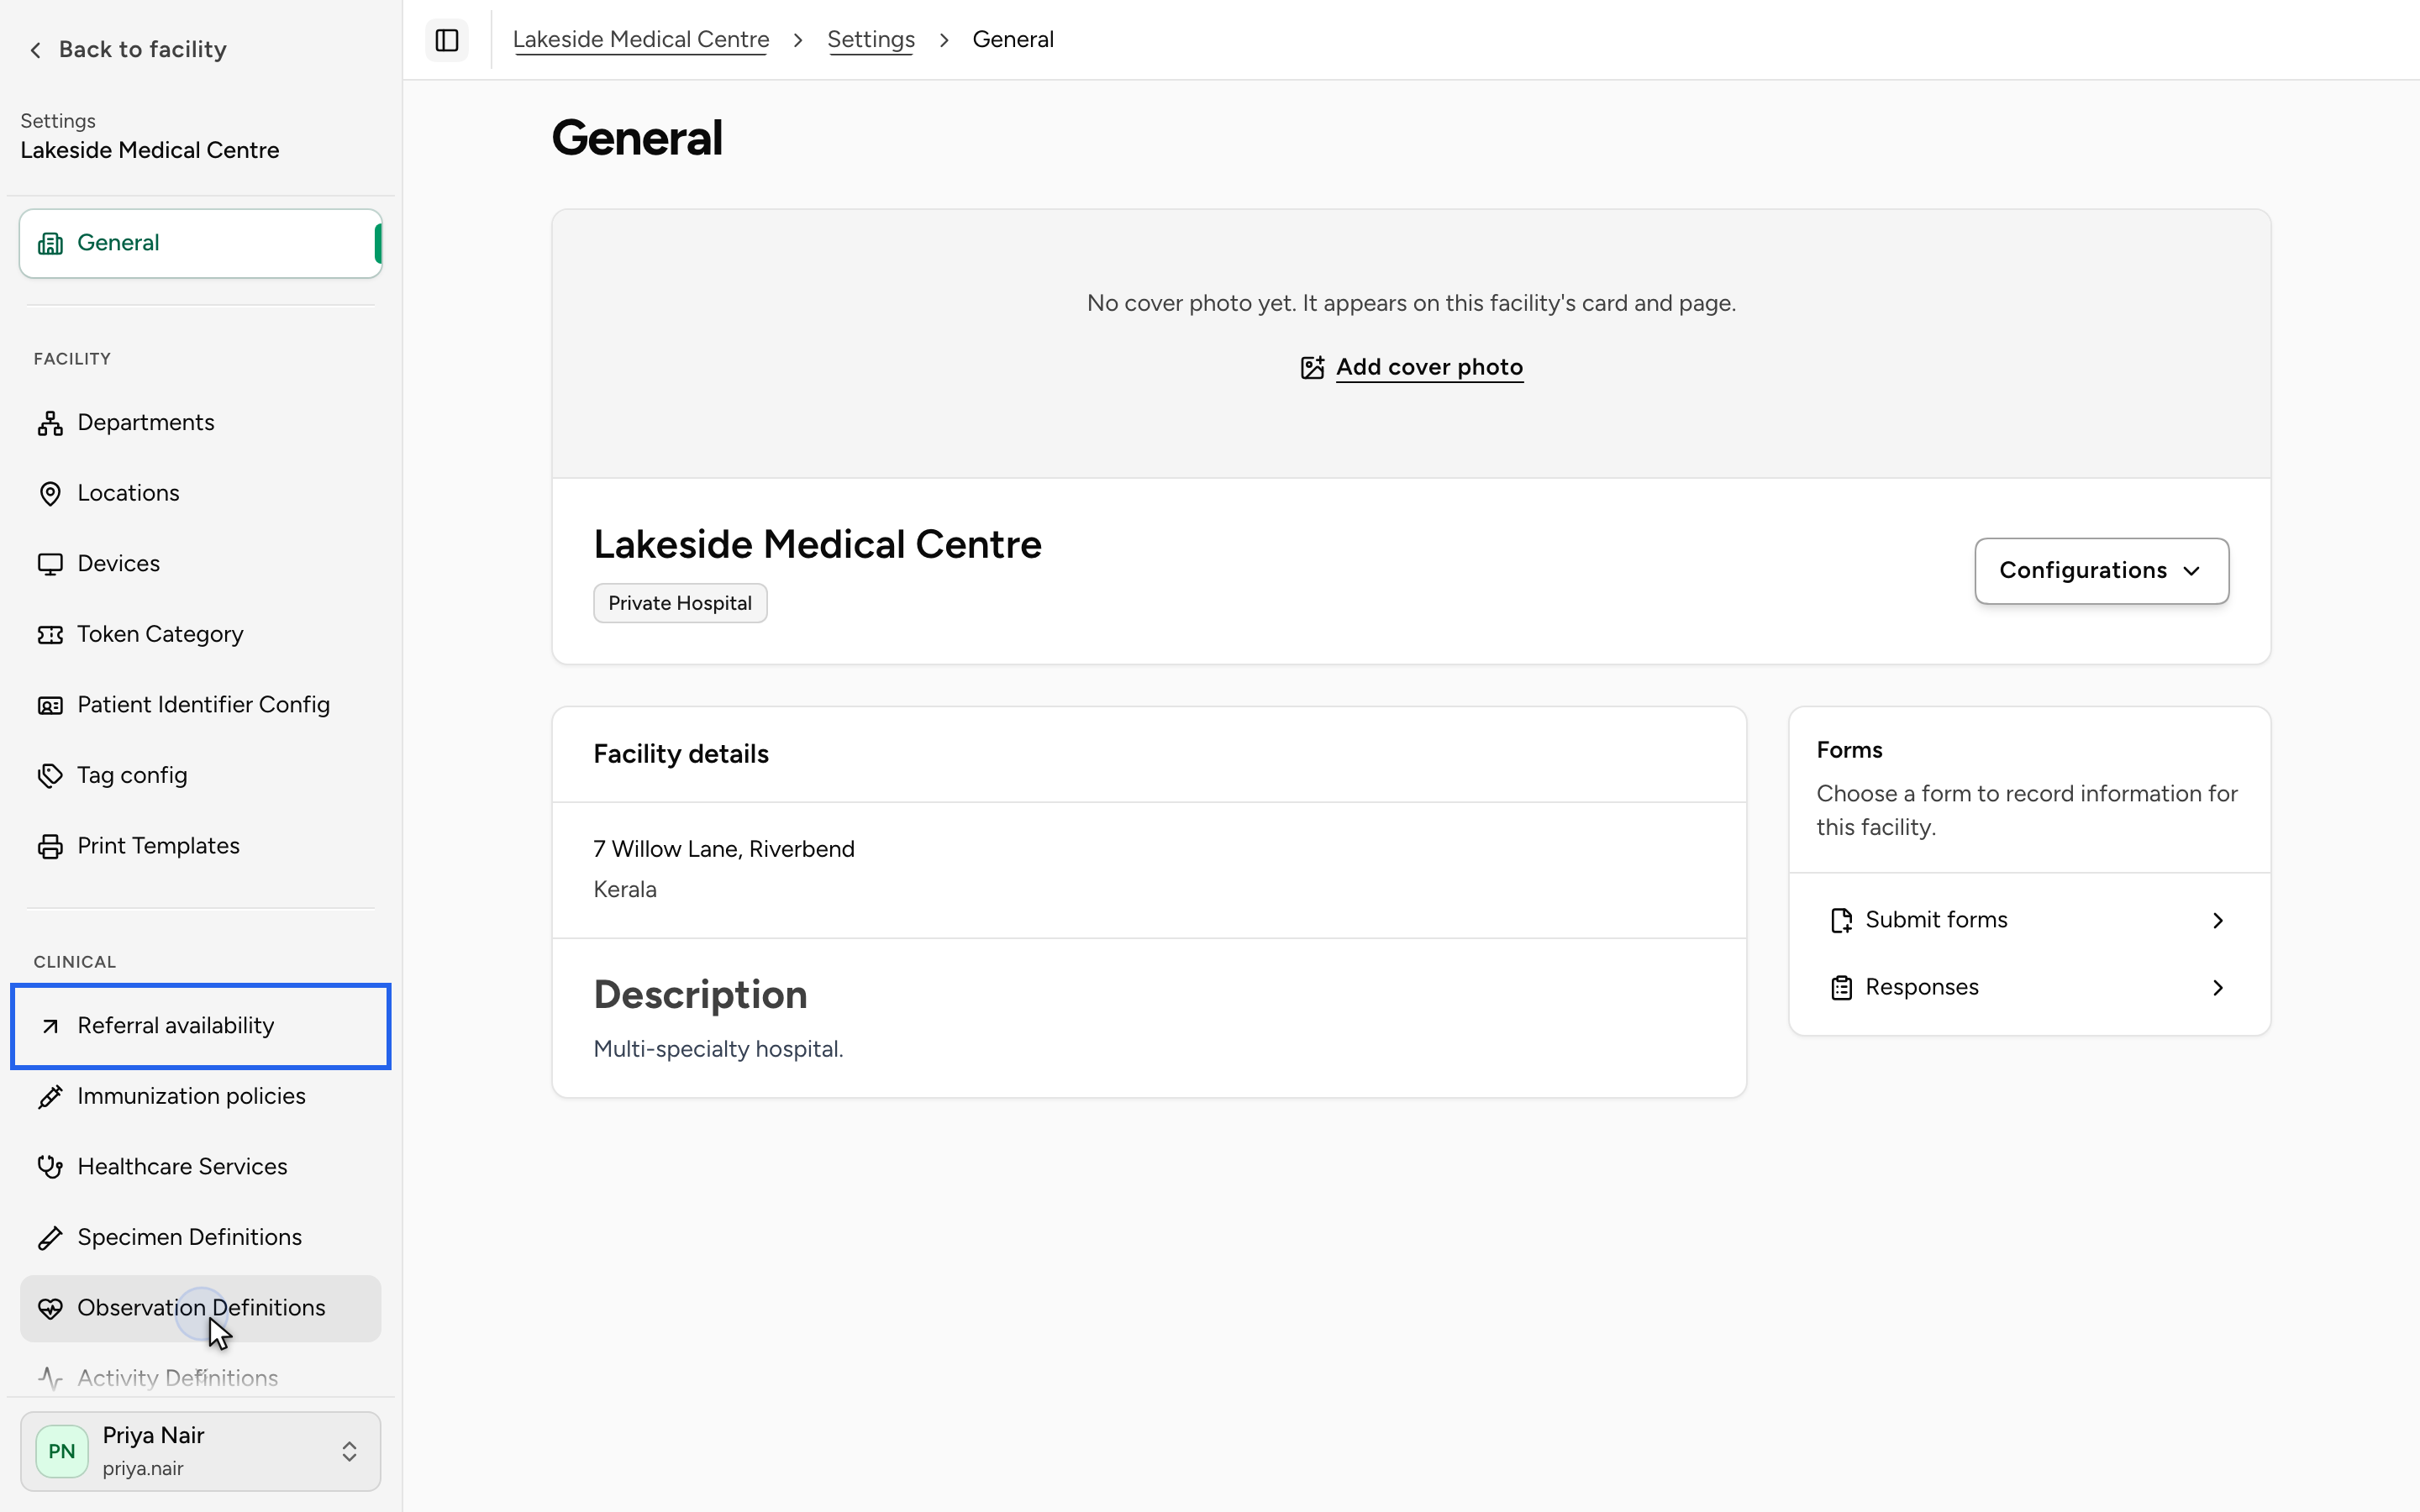 Back to facility
Settings
Lakeside Medical Centre
General
FACILITY
Departments
Locations
Devices
Token Category
Patient Identifier Config
Tag config
Print Templates
CLINICAL
Referral availability
Immunization policies
Healthcare Services
Specimen Definitions
Observation Definitions
Activity Definitions
PN
Priya Nair
priya.nair
Lakeside Medical Centre > Settings > General
General
No cover photo yet. It appears on this facility's card and page.
Add cover photo
Lakeside Medical Centre
Private Hospital
Configurations
Facility details
7 Willow Lane, Riverbend
Kerala
Description
Multi-specialty hospital.
Forms
Choose a form to record information for
this facility.
Submit forms
Responses